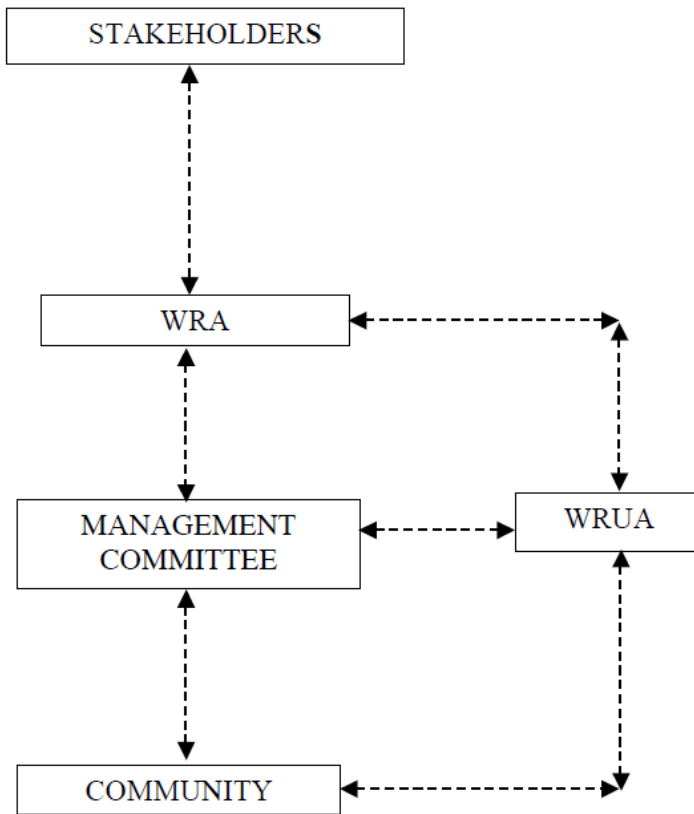 STAKEHOLDERS
WRA
MANAGEMENT
COMMITTEE
WRUA
COMMUNITY